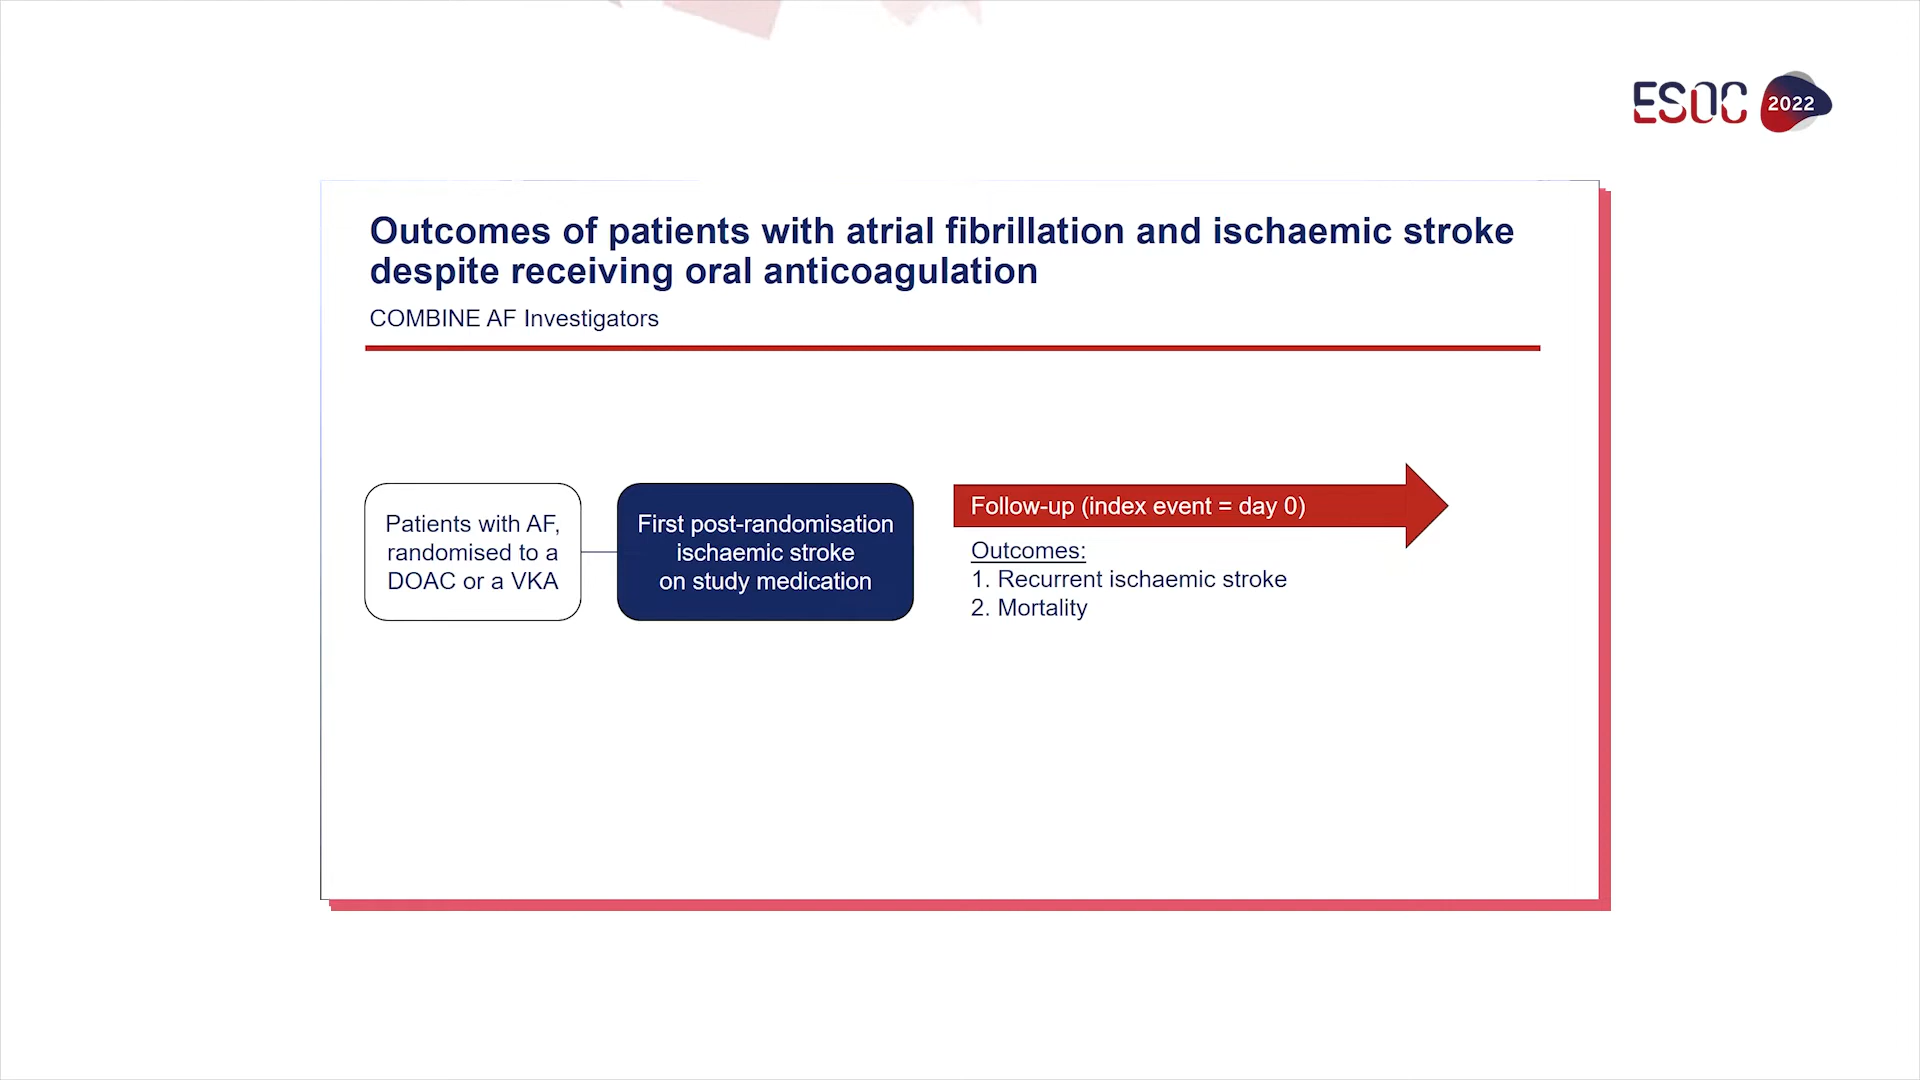 ESOC 2022
Outcomes of patients with atrial fibrillation and ischaemic stroke
despite receiving oral anticoagulation
COMBINE AF Investigators
Patients with AF,
randomised to a
DOAC or a VKA
First post-randomisation
ischaemic stroke
on study medication
Follow-up (index event = day 0)
Outcomes:
1. Recurrent ischaemic stroke
2. Mortality